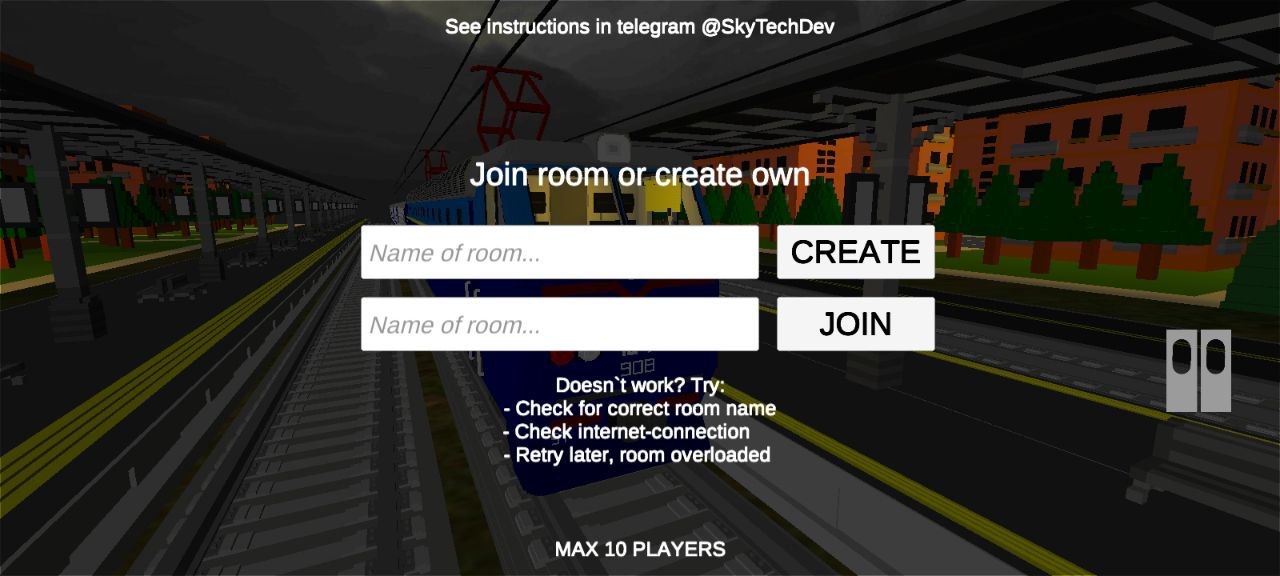 See instructions in telegram @SkyTechDev
Join room or create own
Name of room...
CREATE
Name of room...
JOIN
908
Doesn`t work? Try:
- Check for correct room name
- Check internet-connection
- Retry later, room overloaded
MAX 10 PLAYERS